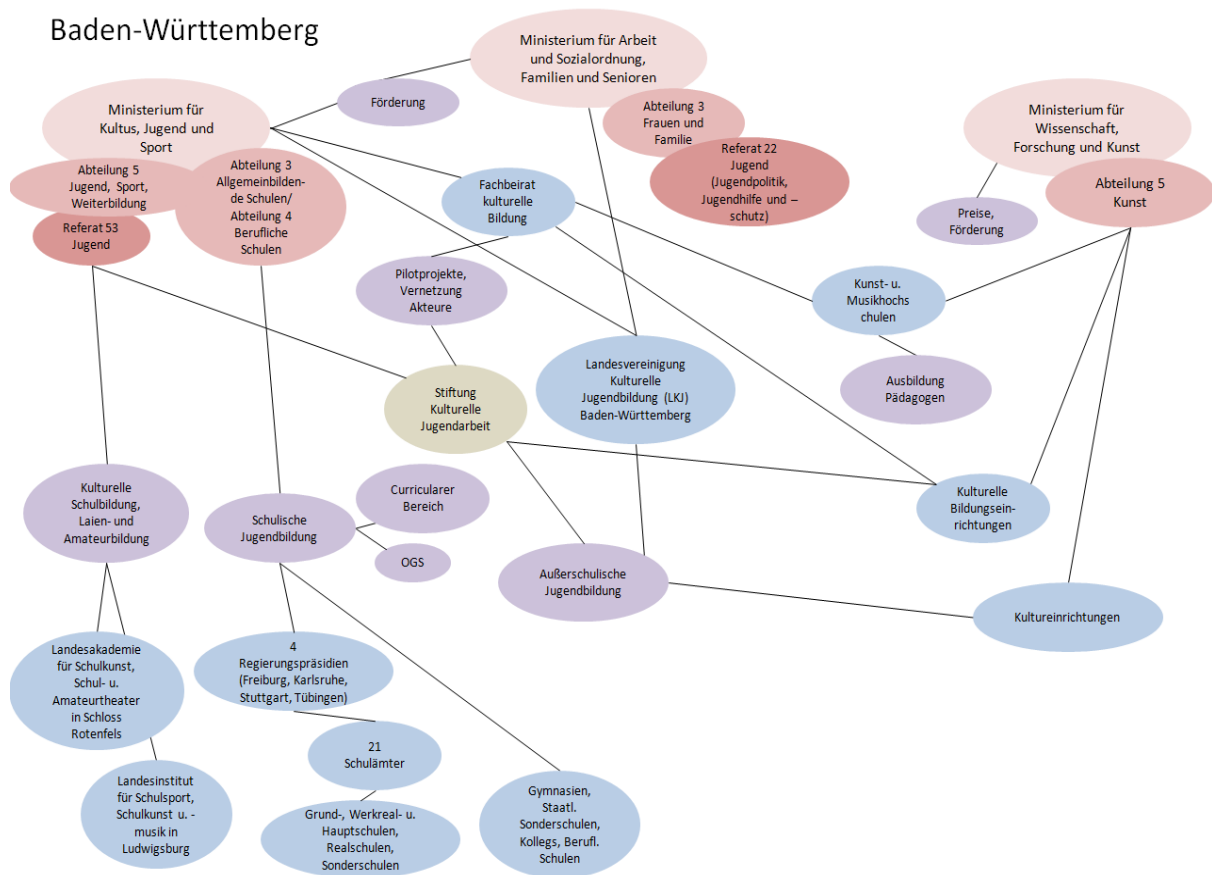 Baden-Württemberg
Ministerium für Arbeit
und Sozialordnung,
Familien und Senioren
Förderung
Ministerium für
Kultus, Jugend und
Sport
Abteilung 3
Frauen und
Familie
Ministerium für
Wissenschaft,
Forschung und Kunst
Abteilung 5
Jugend, Sport,
Weiterbildung
Abteilung 3
Allgemeinbilden-
de Schulen/
Abteilung 4
Berufliche
Schulen
Referat 53
Jugend
Fachbeirat
kulturelle
Bildung
Referat 22
Jugend
(Jugendpolitik,
Jugendhilfe und –
schutz)
Abteilung 5
Kunst
Preise,
Förderung
Pilotprojekte,
Vernetzung
Akteure
Kunst- u.
Musikhochs
chulen
Stiftung
Kulturelle
Jugendarbeit
Landesvereinigung
Kulturelle
Jugendbildung (LKJ)
Baden-Württemberg
Ausbildung
Pädagogen
Kulturelle
Schulbildung,
Laien- und
Amateurbildung
Schulische
Jugendbildung
Curricularer
Bereich
OGS
Kulturelle
Bildungsein-
richtungen
Außerschulische
Jugendbildung
Kultureinrichtungen
Landesakademie
für Schulkunst,
Schul- u.
Amateurtheater
in Schloss
Rotenfels
4
Regierungspräsidien
(Freiburg, Karlsruhe,
Stuttgart, Tübingen)
21
Schulämter
Landesinstitut
für Schulsport,
Schulkunst u. -
musik in
Ludwigsburg
Grund-, Werkreal- u.
Hauptschulen,
Realschulen,
Sonderschulen
Gymnasien,
Staatl.
Sonderschulen,
Kollegs, Berufl.
Schulen